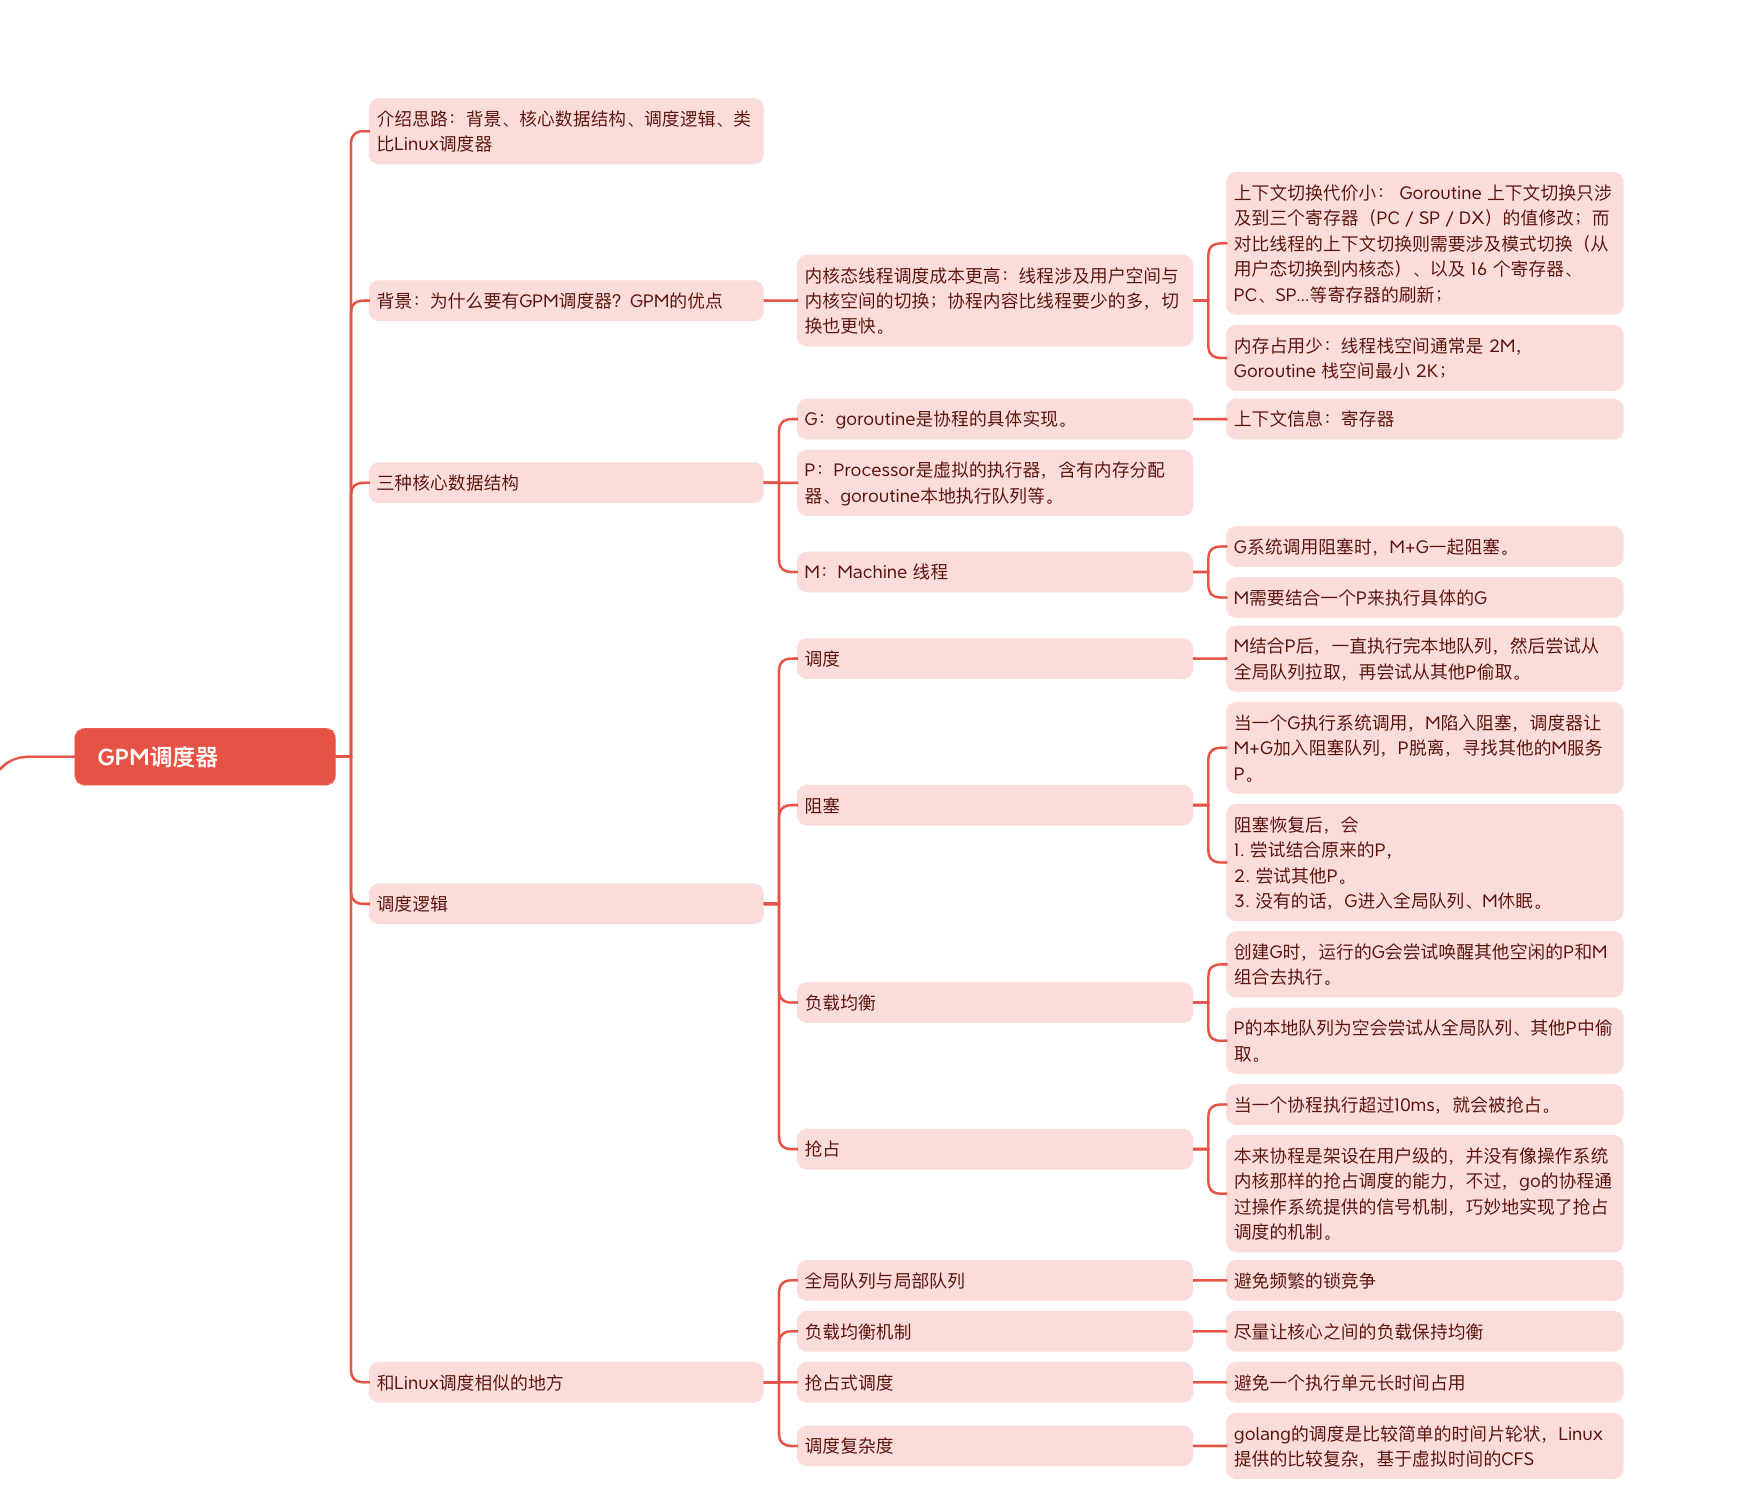 GPM调度器
介绍思路：背景、核心数据结构、调度逻辑、类
比Linux调度器
背景：为什么要有GPM调度器？GPM的优点
内核态线程调度成本更高：线程涉及用户空间与
内核空间的切换；协程内容比线程要少的多，切
换也更快。
上下文切换代价小： Goroutine 上下文切换只涉
及到三个寄存器（PC / SP / DX）的值修改；而
对比线程的上下文切换则需要涉及模式切换（从
用户态切换到内核态）、以及 16 个寄存器、
PC、SP...等寄存器的刷新；
内存占用少：线程栈空间通常是 2M，
Goroutine 栈空间最小 2K；
三种核心数据结构
G：goroutine是协程的具体实现。
上下文信息：寄存器
P：Processor是虚拟的执行器，含有内存分配
器、goroutine本地执行队列等。
M：Machine 线程
G系统调用阻塞时，M+G一起阻塞。
M需要结合一个P来执行具体的G
调度逻辑
调度
M结合P后，一直执行完本地队列，然后尝试从
全局队列拉取，再尝试从其他P偷取。
阻塞
当一个G执行系统调用，M陷入阻塞，调度器让
M+G加入阻塞队列，P脱离，寻找其他的M服务
P。
阻塞恢复后，会
1. 尝试结合原来的P，
2. 尝试其他P。
3. 没有的话，G进入全局队列、M休眠。
负载均衡
创建G时，运行的G会尝试唤醒其他空闲的P和M
组合去执行。
P的本地队列为空会尝试从全局队列、其他P中偷
取。
抢占
当一个协程执行超过10ms，就会被抢占。
本来协程是架设在用户级的，并没有像操作系统
内核那样的抢占调度的能力，不过，go的协程通
过操作系统提供的信号机制，巧妙地实现了抢占
调度的机制。
和Linux调度相似的地方
全局队列与局部队列
避免频繁的锁竞争
负载均衡机制
尽量让核心之间的负载保持均衡
抢占式调度
避免一个执行单元长时间占用
调度复杂度
golang的调度是比较简单的时间片轮状，Linux
提供的比较复杂，基于虚拟时间的CFS